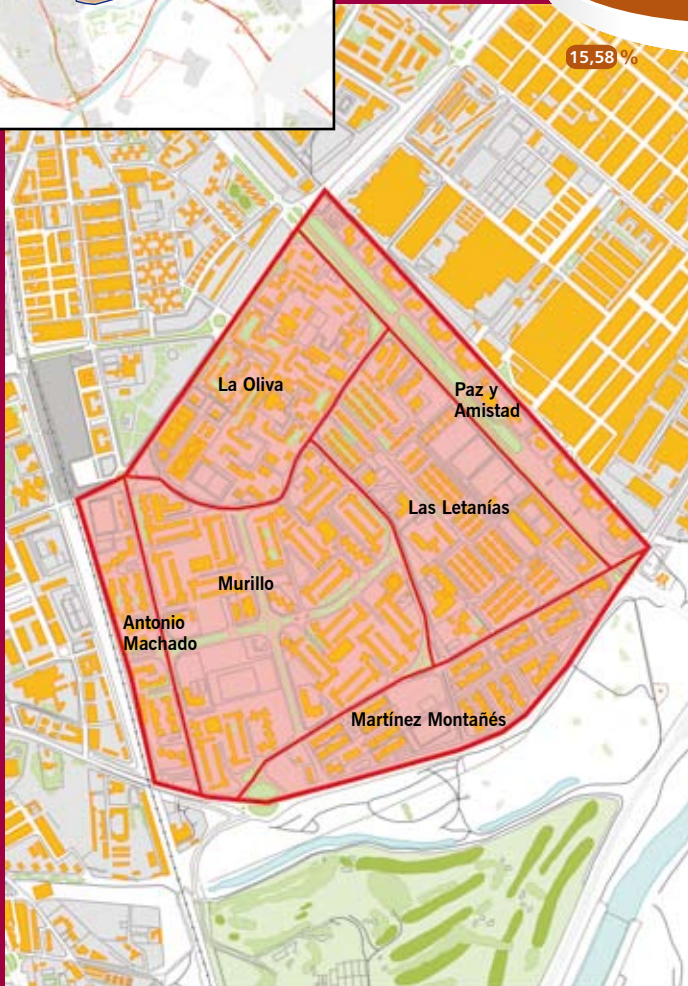 15,58 %
La Oliva
Paz y
Amistad
Las Letanías
Murillo
Antonio
Machado
Martínez Montañés